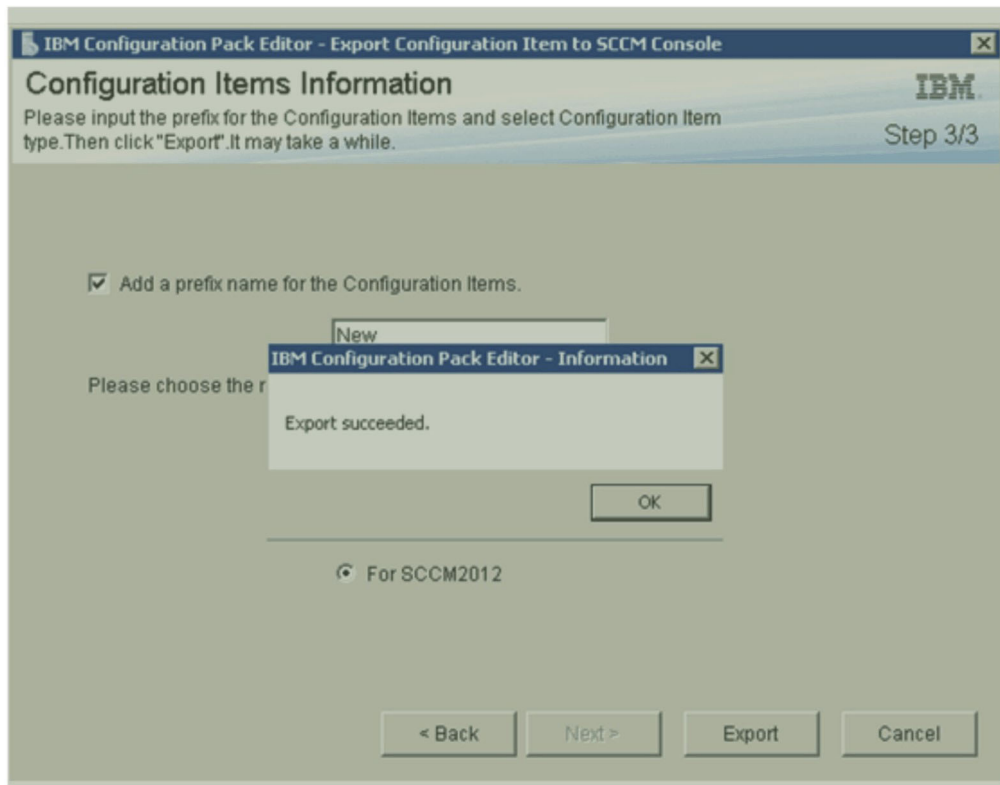 IBM Configuration Pack Editor - Export Configuration Item to SCCM Console
Configuration Items Information
IBM
Please input the prefix for the Configuration Items and select Configuration Item
type.Then click "Export".It may take a while.
Step 3/3
Add a prefix name for the Configuration Items.
New
IBM Configuration Pack Editor - Information
Please choose the r
Export succeeded.
OK
For SCCM2012
< Back
Next >
Export
Cancel